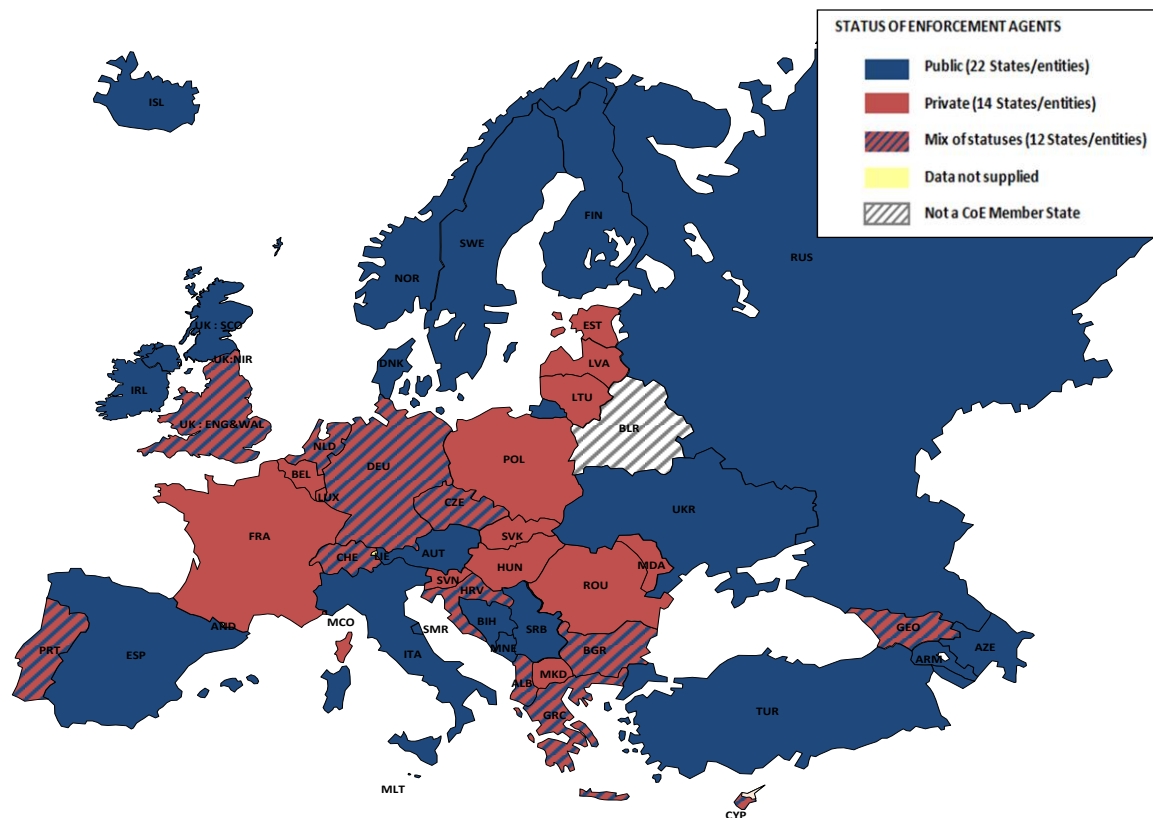 STATUS OF ENFORCEMENT AGENTS
Public (22 States/entities)
Private (14 States/entities)
Mix of statuses (12 States/entities)
Data not supplied
Not a CoE Member State
ISL
FIN
SWE
RUS
NOR
UK : SCO
EST
UK:NIR
DNK
LVA
IRL
LTU
UK : ENG&WAL
BLR
NLD
DEU
POL
BEL
LUX
CZE
UKR
FRA
SVK
CHE
LIE
AUT
HUN
MDA
SVN
ROU
HRV
AND
MCO
BIH
GEO
SMR
SRB
PRT
ESP
ITA
MNE
BGR
AZE
ARM
MKD
ALB
GRC
TUR
MLT
CYP